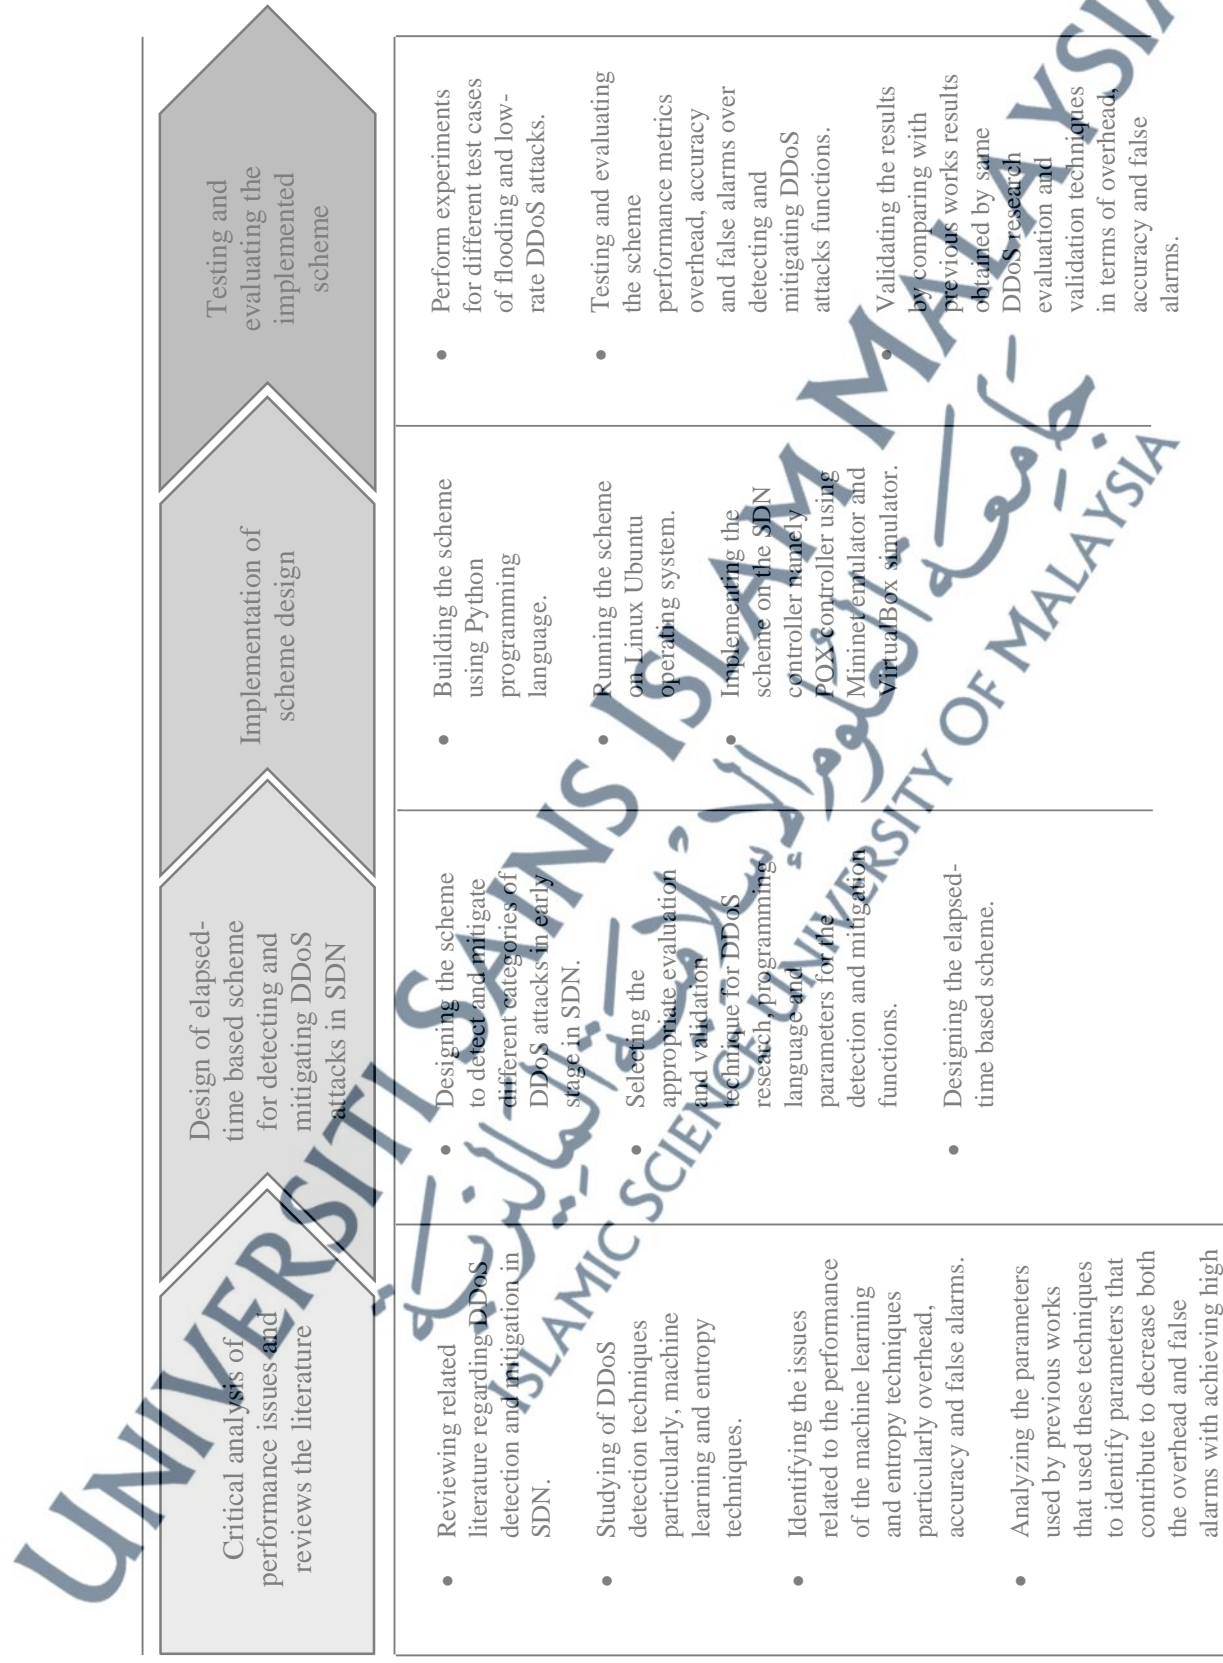 Critical analysis of
performance issues and
reviews the literature
Design of elapsed-
time based scheme
for detecting and
mitigating DDoS
attacks in SDN
Implementation of
scheme design
Testing and
evaluating the
implemented
scheme
• Reviewing related
literature regarding DDoS
detection and mitigation in
SDN.
• Studying of DDoS
detection techniques
particularly, machine
learning and entropy
techniques.
• Identifying the issues
related to the performance
of the machine learning
and entropy techniques
particularly overhead,
accuracy and false alarms.
• Analyzing the parameters
used by previous works
that used these techniques
to identify parameters that
contribute to decrease both
the overhead and false
alarms with achieving high
• Designing the scheme
to detect and mitigate
different categories of
DDoS attacks in early
stage in SDN.
• Selecting the
appropriate evaluation
and validation
technique for DDoS
research, programming
language and
parameters for the
detection and mitigation
functions.
• Designing the elapsed-
time based scheme.
• Building the scheme
using Python
programming
language.
• Running the scheme
on Linux Ubuntu
operating system.
• Implementing the
scheme on the SDN
controller namely
POX controller using
Mininet emulator and
VirtualBox simulator.
• Perform experiments
for different test cases
of flooding and low-
rate DDoS attacks.
• Testing and evaluating
the scheme
performance metrics
overhead, accuracy
and false alarms over
detecting and
mitigating DDoS
attacks functions.
• Validating the results
by comparing with
previous works results
obtained by same
DDoS research
evaluation and
validation techniques
in terms of overhead,
accuracy and false
alarms.
UNIVERSITI SAINS ISLAM MALAYSIA
جامعة العلوم الإسلامية الماليزية
ISLAMIC SCIENCE UNIVERSITY OF MALAYSIA